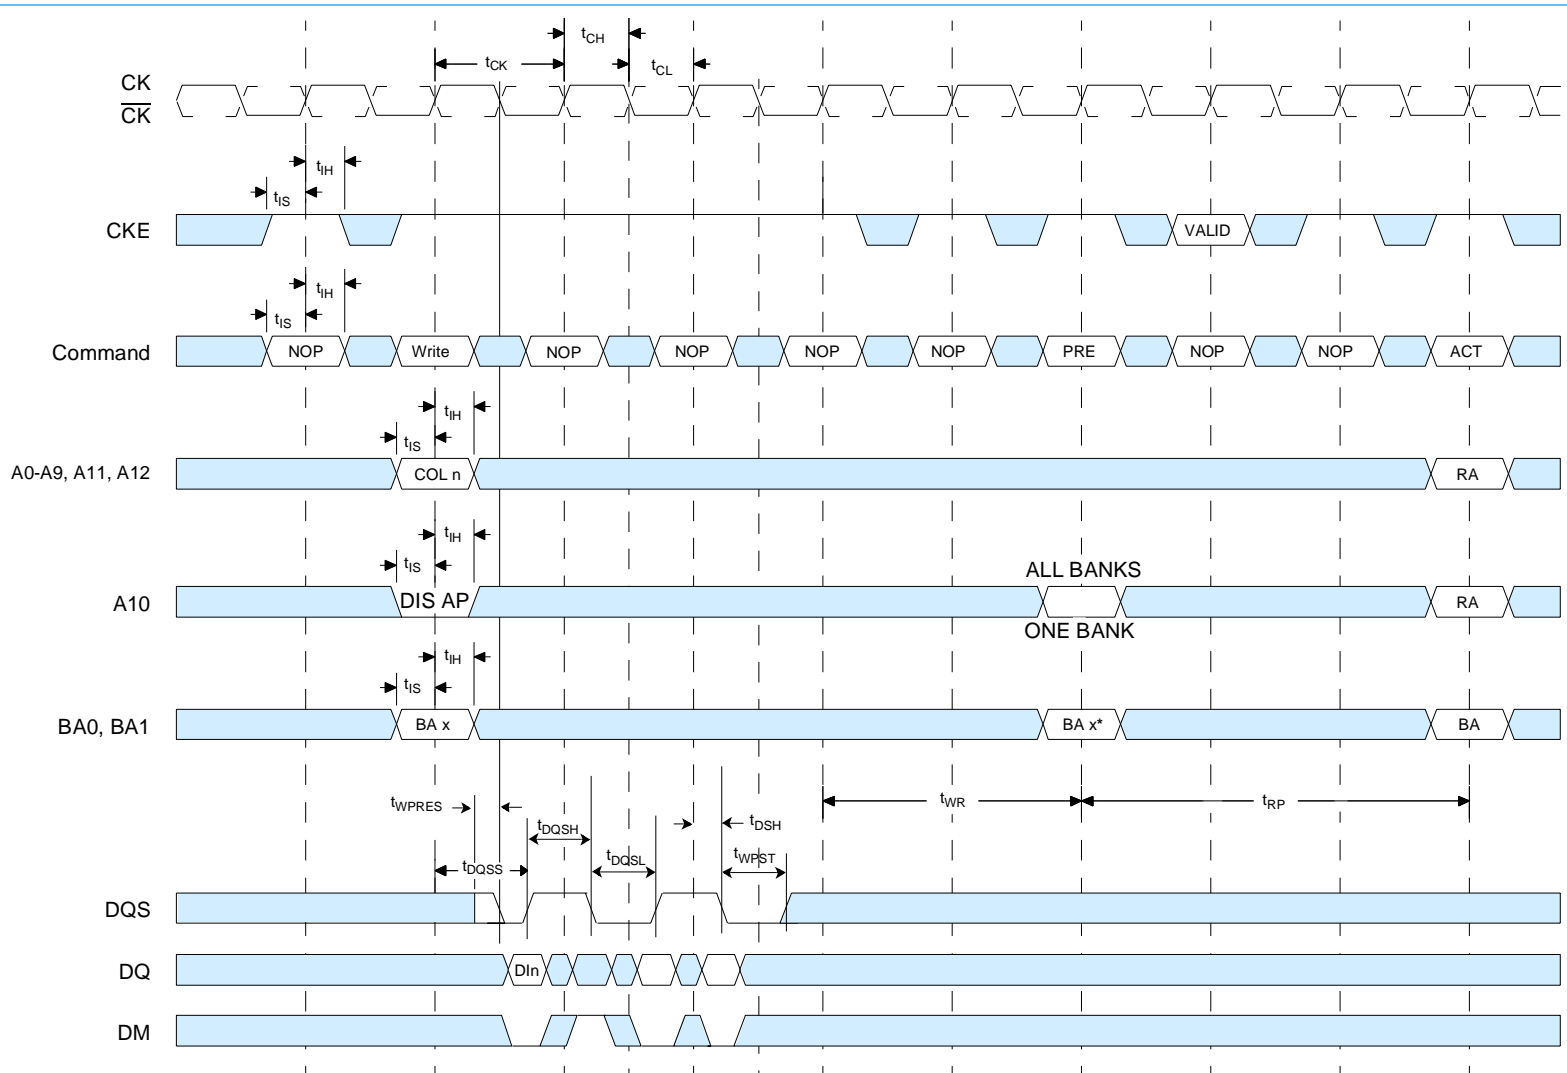 tCH
tCK
tCL
CK
CK
tIH
tIS
CKE
VALID
tIH
tIS
Command
NOP
Write
NOP
NOP
NOP
NOP
PRE
NOP
NOP
ACT
tIH
tIS
A0-A9, A11, A12
COL n
RA
tIH
tIS
ALL BANKS
A10
DIS AP
RA
ONE BANK
tIH
tIS
BA0, BA1
BA x
BA x*
BA
tWPRES
tWR
tRP
tDQSH
tDSH
tDQSS
tDQSL
tWPST
DQS
DQ
DIn
DM